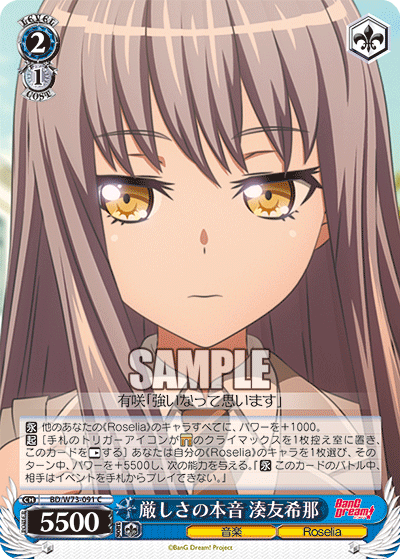 LEVEL
2
1
COST
SAMPLE
有咲「強いなって思います」
永 他のあなたの《Roselia》のキャラすべてに、パワーを+1000。
起［手札のトリガーアイコンが のクライマックスを1枚控え室に置き、
このカードを する］あなたは自分の《Roselia》のキャラを1枚選び、その
ターン中、パワーを+5500し、次の能力を与える。『永 このカードのバトル中、
相手はイベントを手札からプレイできない。』
CH
BD/W73-091 C
5500
厳しさの本音 湊友希那
BanG Dream!
音楽
Roselia
©BanG Dream! Project